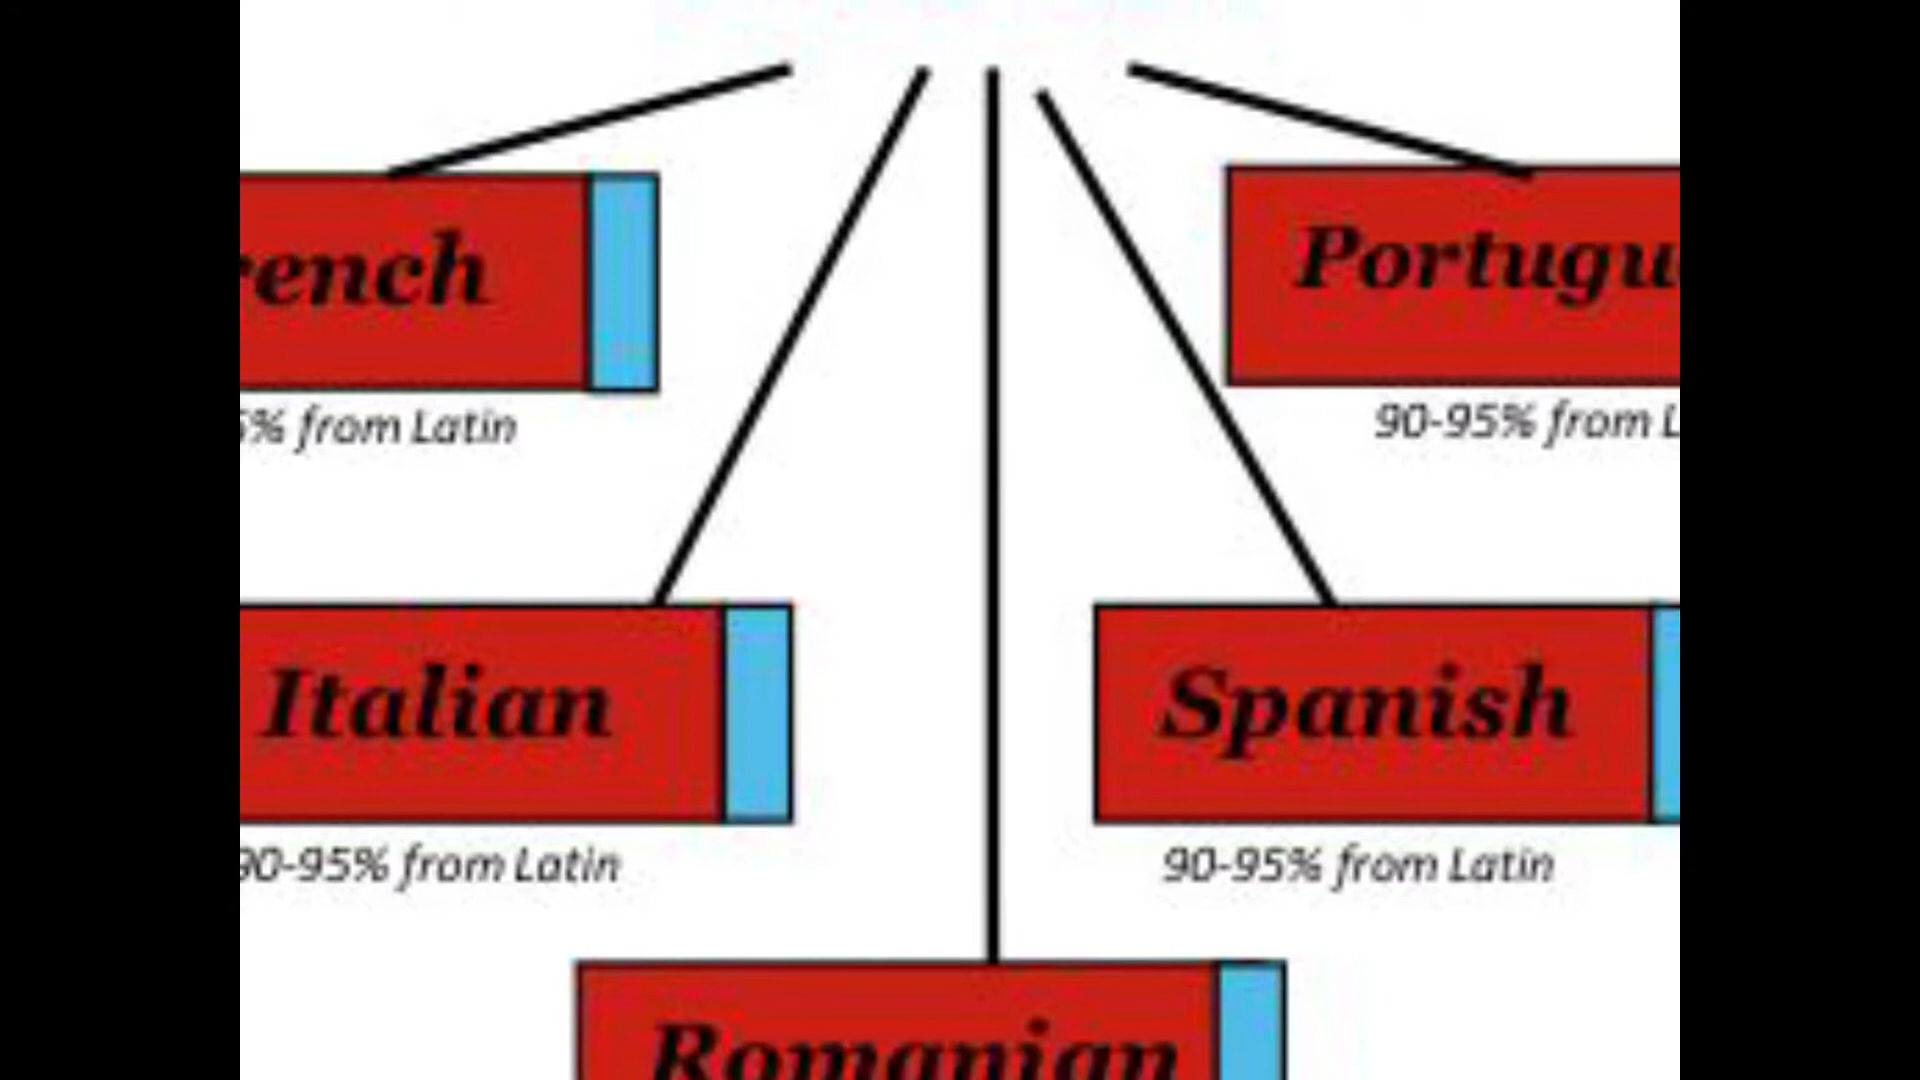 rench
Portugu
5% from Latin
90-95% from L
Italian
Spanish
90-95% from Latin
90-95% from Latin
Romanian